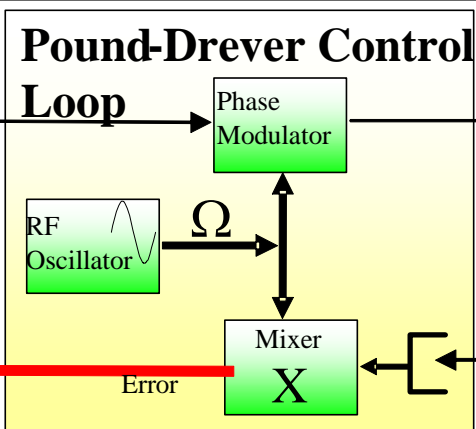 Pound-Drever Control
Loop
Phase
Modulator
RF
Oscillator
Ω
Mixer
X
Error